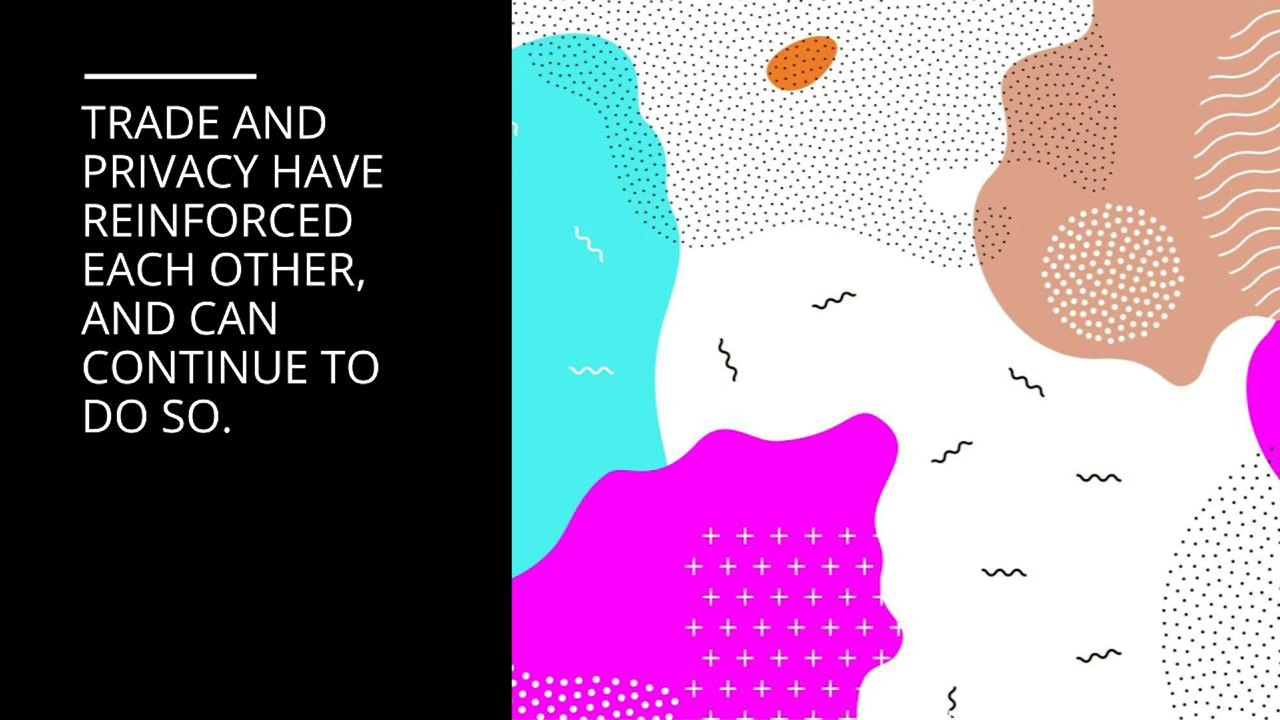 TRADE AND
PRIVACY HAVE
REINFORCED
EACH OTHER,
AND CAN
CONTINUE TO
DO SO.